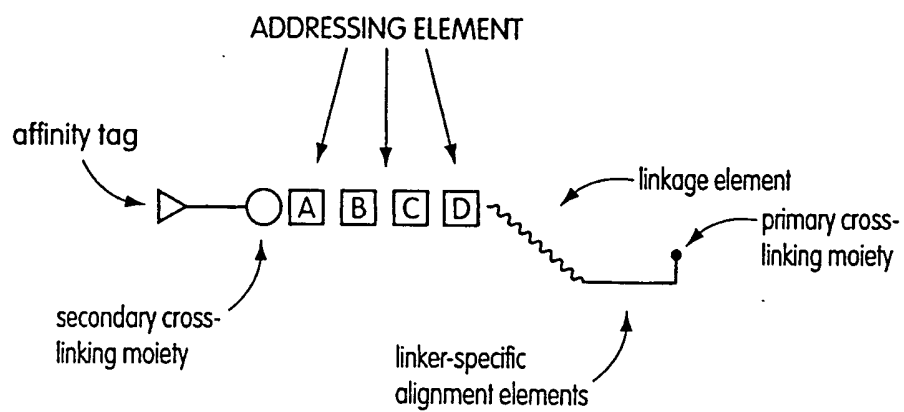 ADDRESSING ELEMENT
affinity tag
A B C D
linkage element
primary cross-
linking moiety
secondary cross-
linking moiety
linker-specific
alignment elements